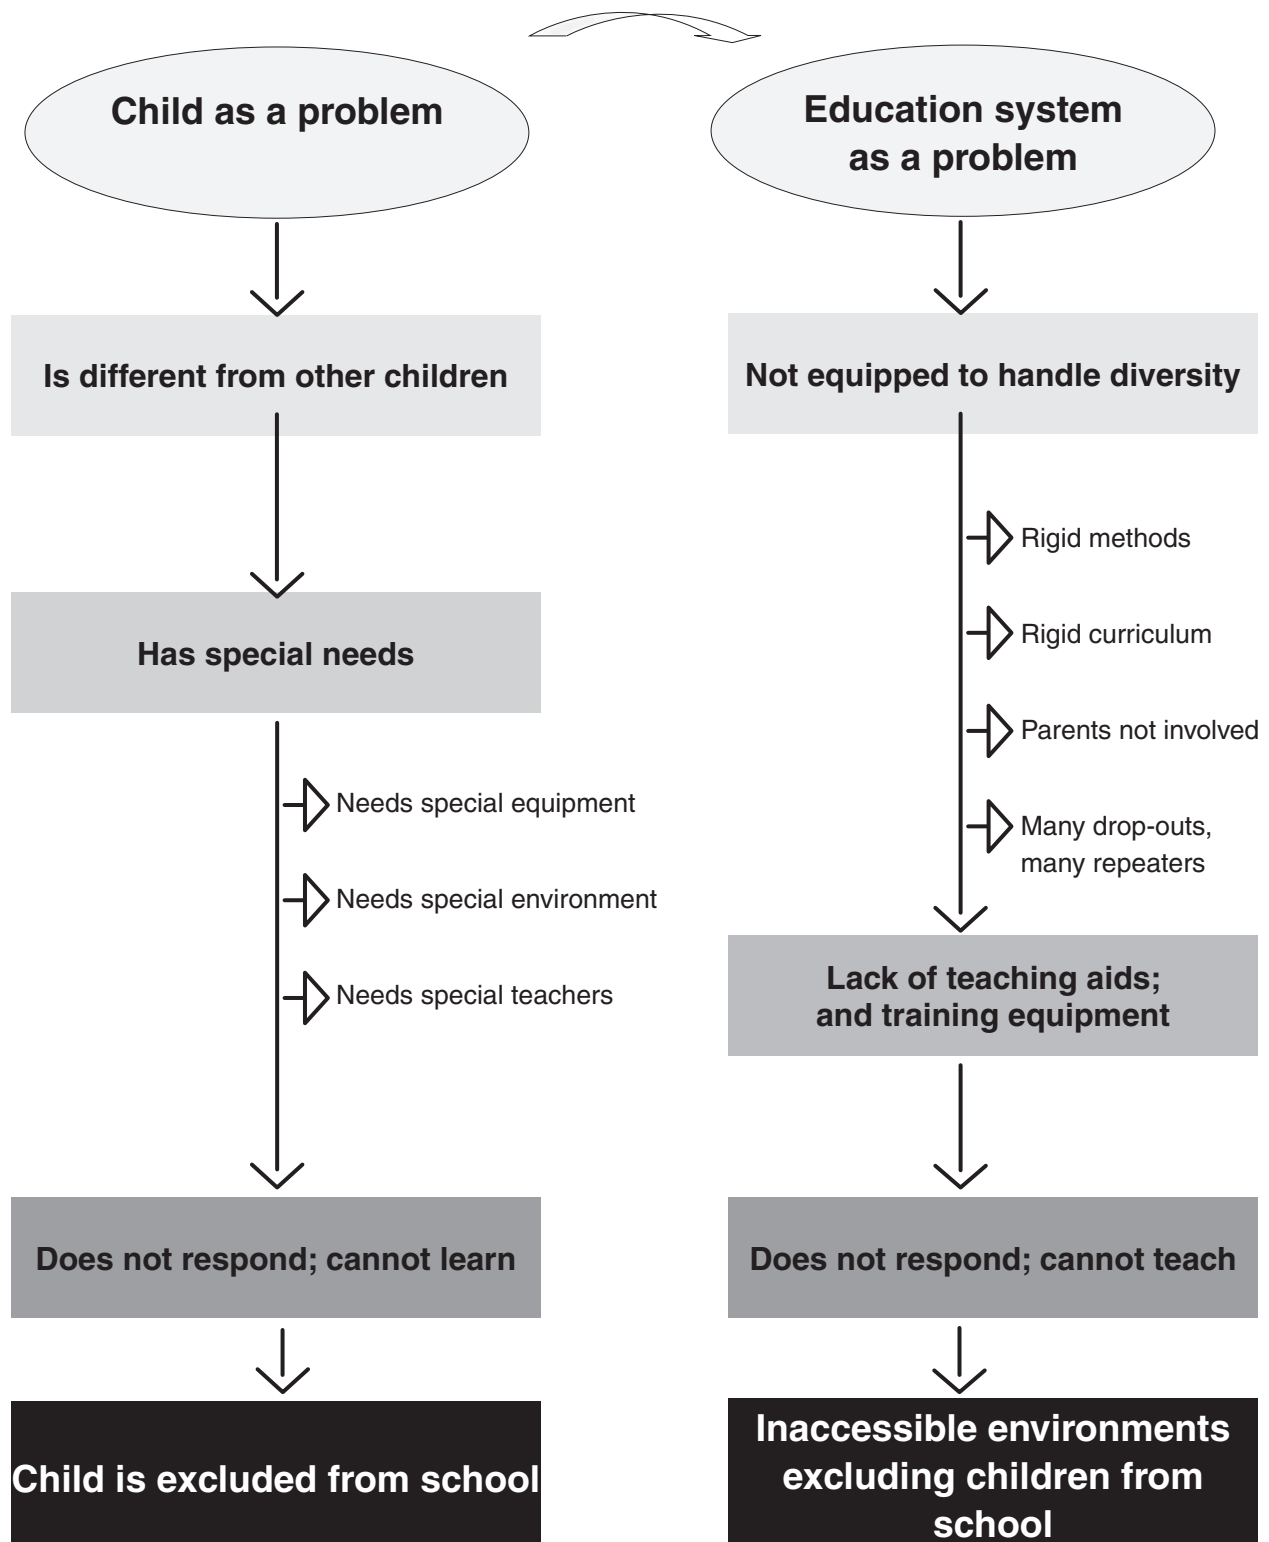 Child as a problem
Is different from other children
Has special needs
Needs special equipment
Needs special environment
Needs special teachers
Does not respond; cannot learn
Child is excluded from school
Education system
as a problem
Not equipped to handle diversity
Rigid methods
Rigid curriculum
Parents not involved
Many drop-outs,
many repeaters
Lack of teaching aids;
and training equipment
Does not respond; cannot teach
Inaccessible environments
excluding children from
school